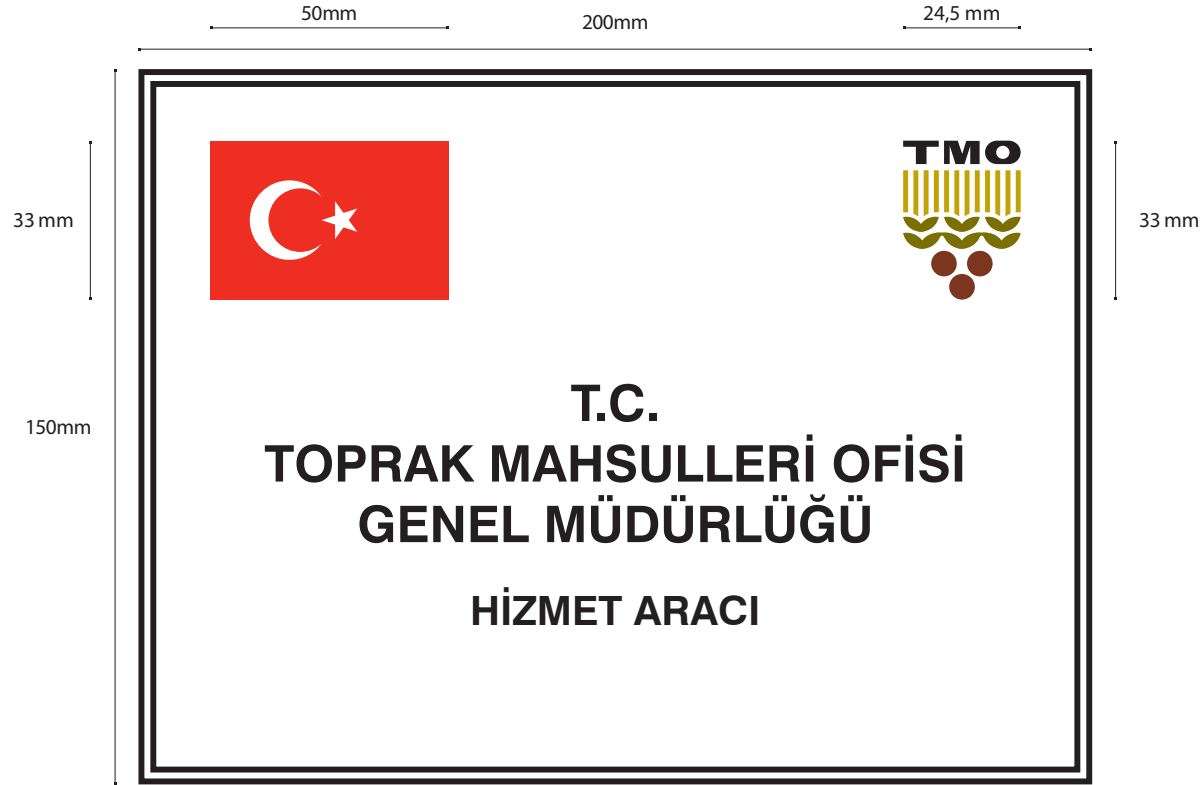 50mm
200mm
24,5 mm
33 mm
TMO
33 mm
150mm
T.C.
TOPRAK MAHSULLERİ OFİSİ
GENEL MÜDÜRLÜĞÜ
HİZMET ARACI